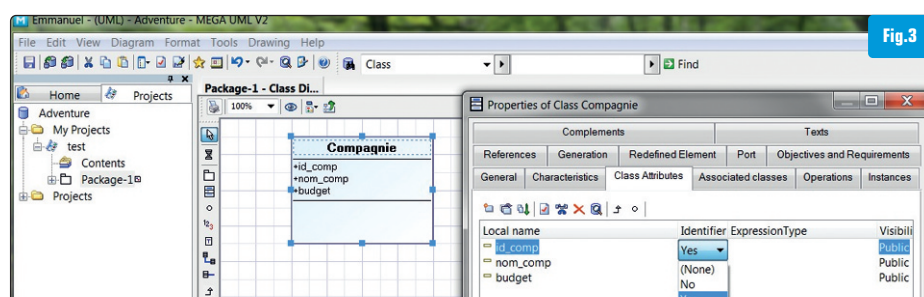 Emmanuel - (UML) - Adventure - MEGA UML V2
Fig.3
File Edit View Diagram Format Tools Drawing Help
Class
Find
Home Projects
Adventure
My Projects
test
Contents
Package-1
Projects
Package-1 - Class Di...
100%
Compagnie
+id_comp
+nom_comp
+budget
Properties of Class Compagnie
Complements Texts
References Generation Redefined Element Port Objectives and Requirements
General Characteristics Class Attributes Associated classes Operations Instances
Local name Identifier ExpressionType Visibili
id_comp Yes Public
nom_comp (None) Public
budget No Public